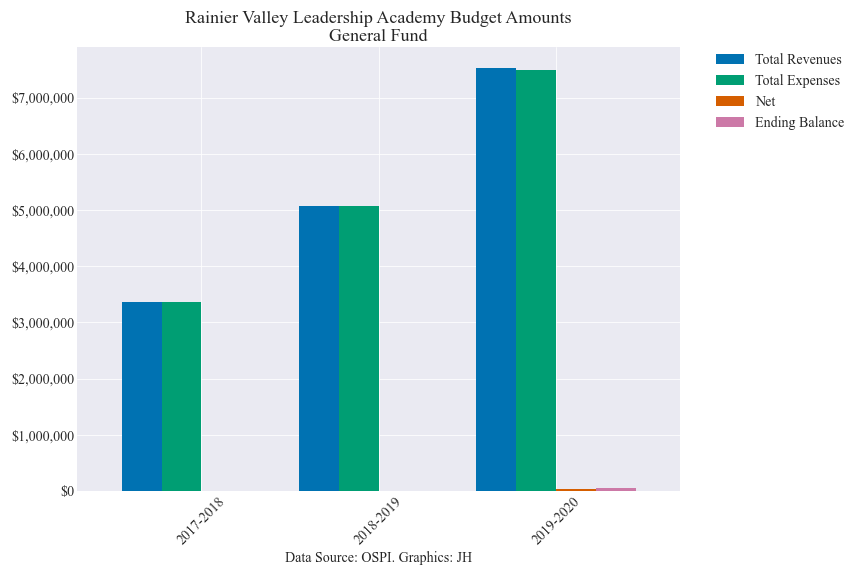 Rainier Valley Leadership Academy Budget Amounts
General Fund
Total Revenues
Total Expenses
Net
Ending Balance
$7,000,000
$6,000,000
$5,000,000
$4,000,000
$3,000,000
$2,000,000
$1,000,000
$0
2017-2018
2018-2019
2019-2020
Data Source: OSPI. Graphics: JH